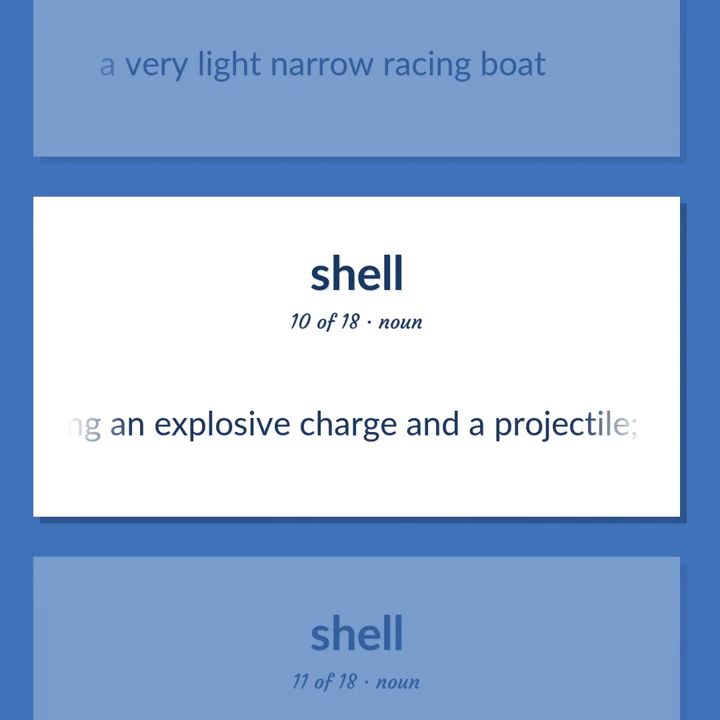 a very light narrow racing boat
shell
10 of 18 · noun
ng an explosive charge and a projectile;
shell
11 of 18 · noun